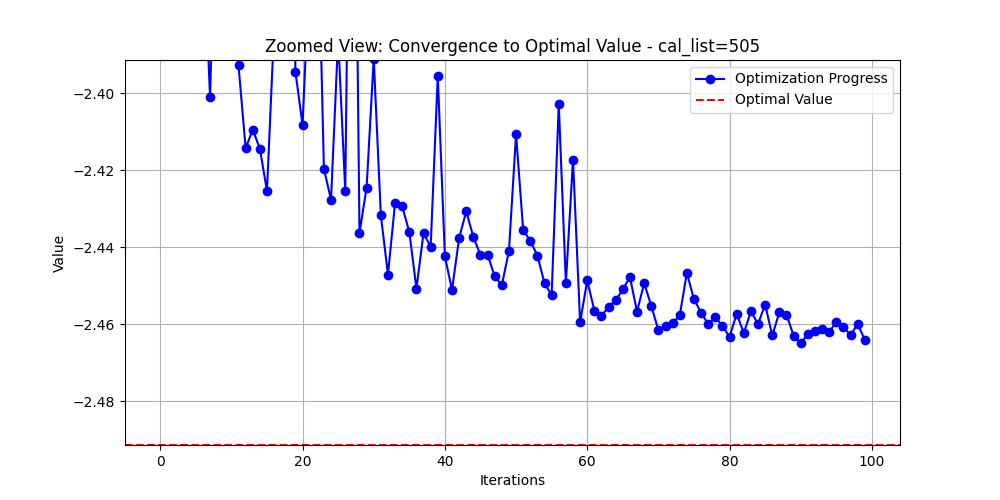 Zoomed View: Convergence to Optimal Value - cal_list=505
Optimization Progress
Optimal Value
Value
−2.40
−2.42
−2.44
−2.46
−2.48
0 20 40 60 80 100
Iterations